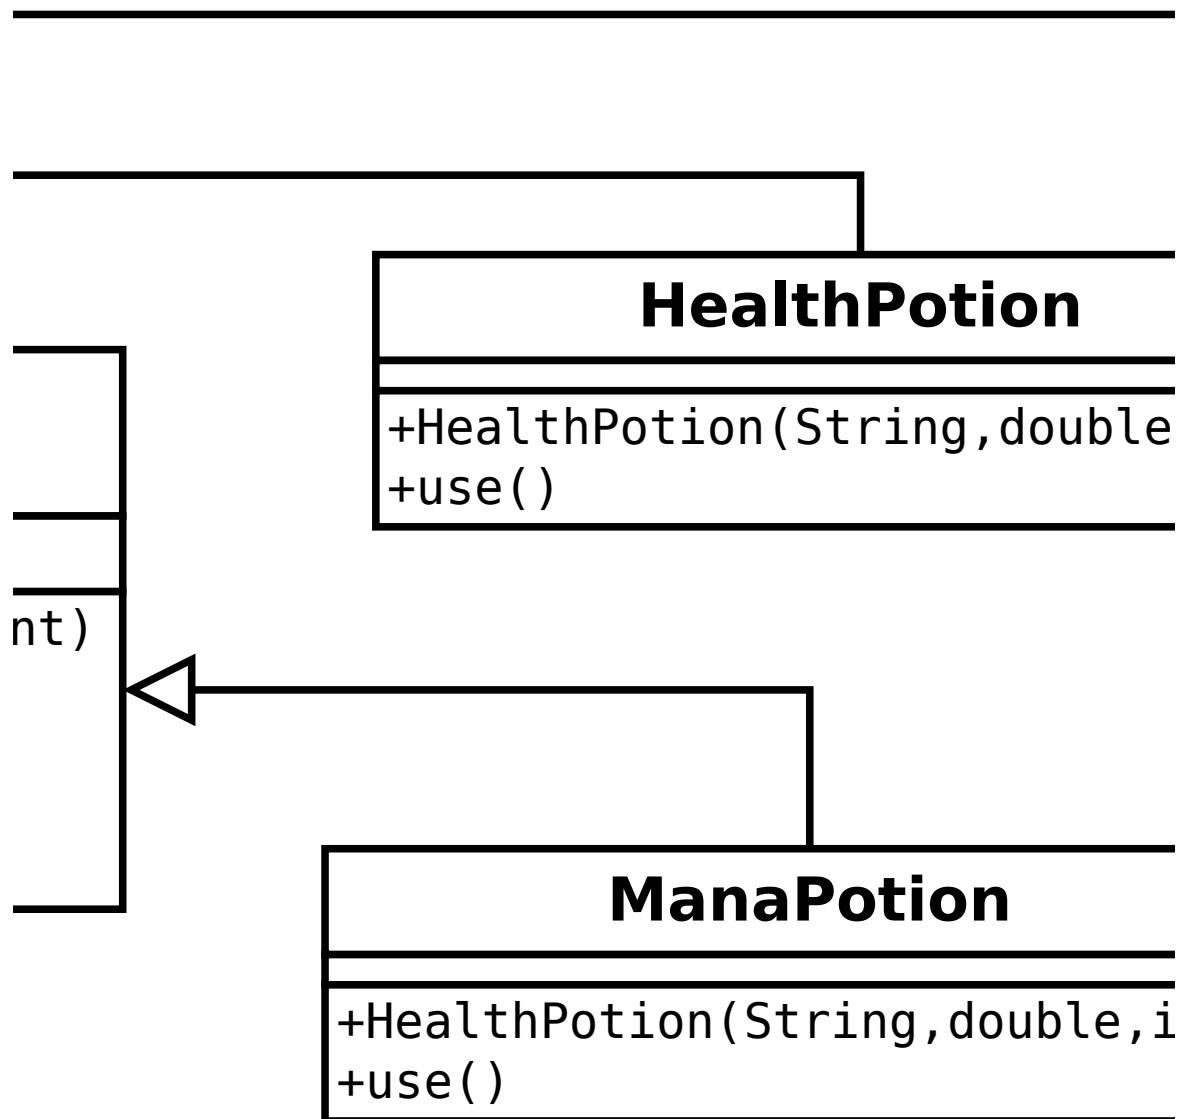 HealthPotion
+HealthPotion(String,double
+use()
nt)
ManaPotion
+HealthPotion(String,double,i
+use()